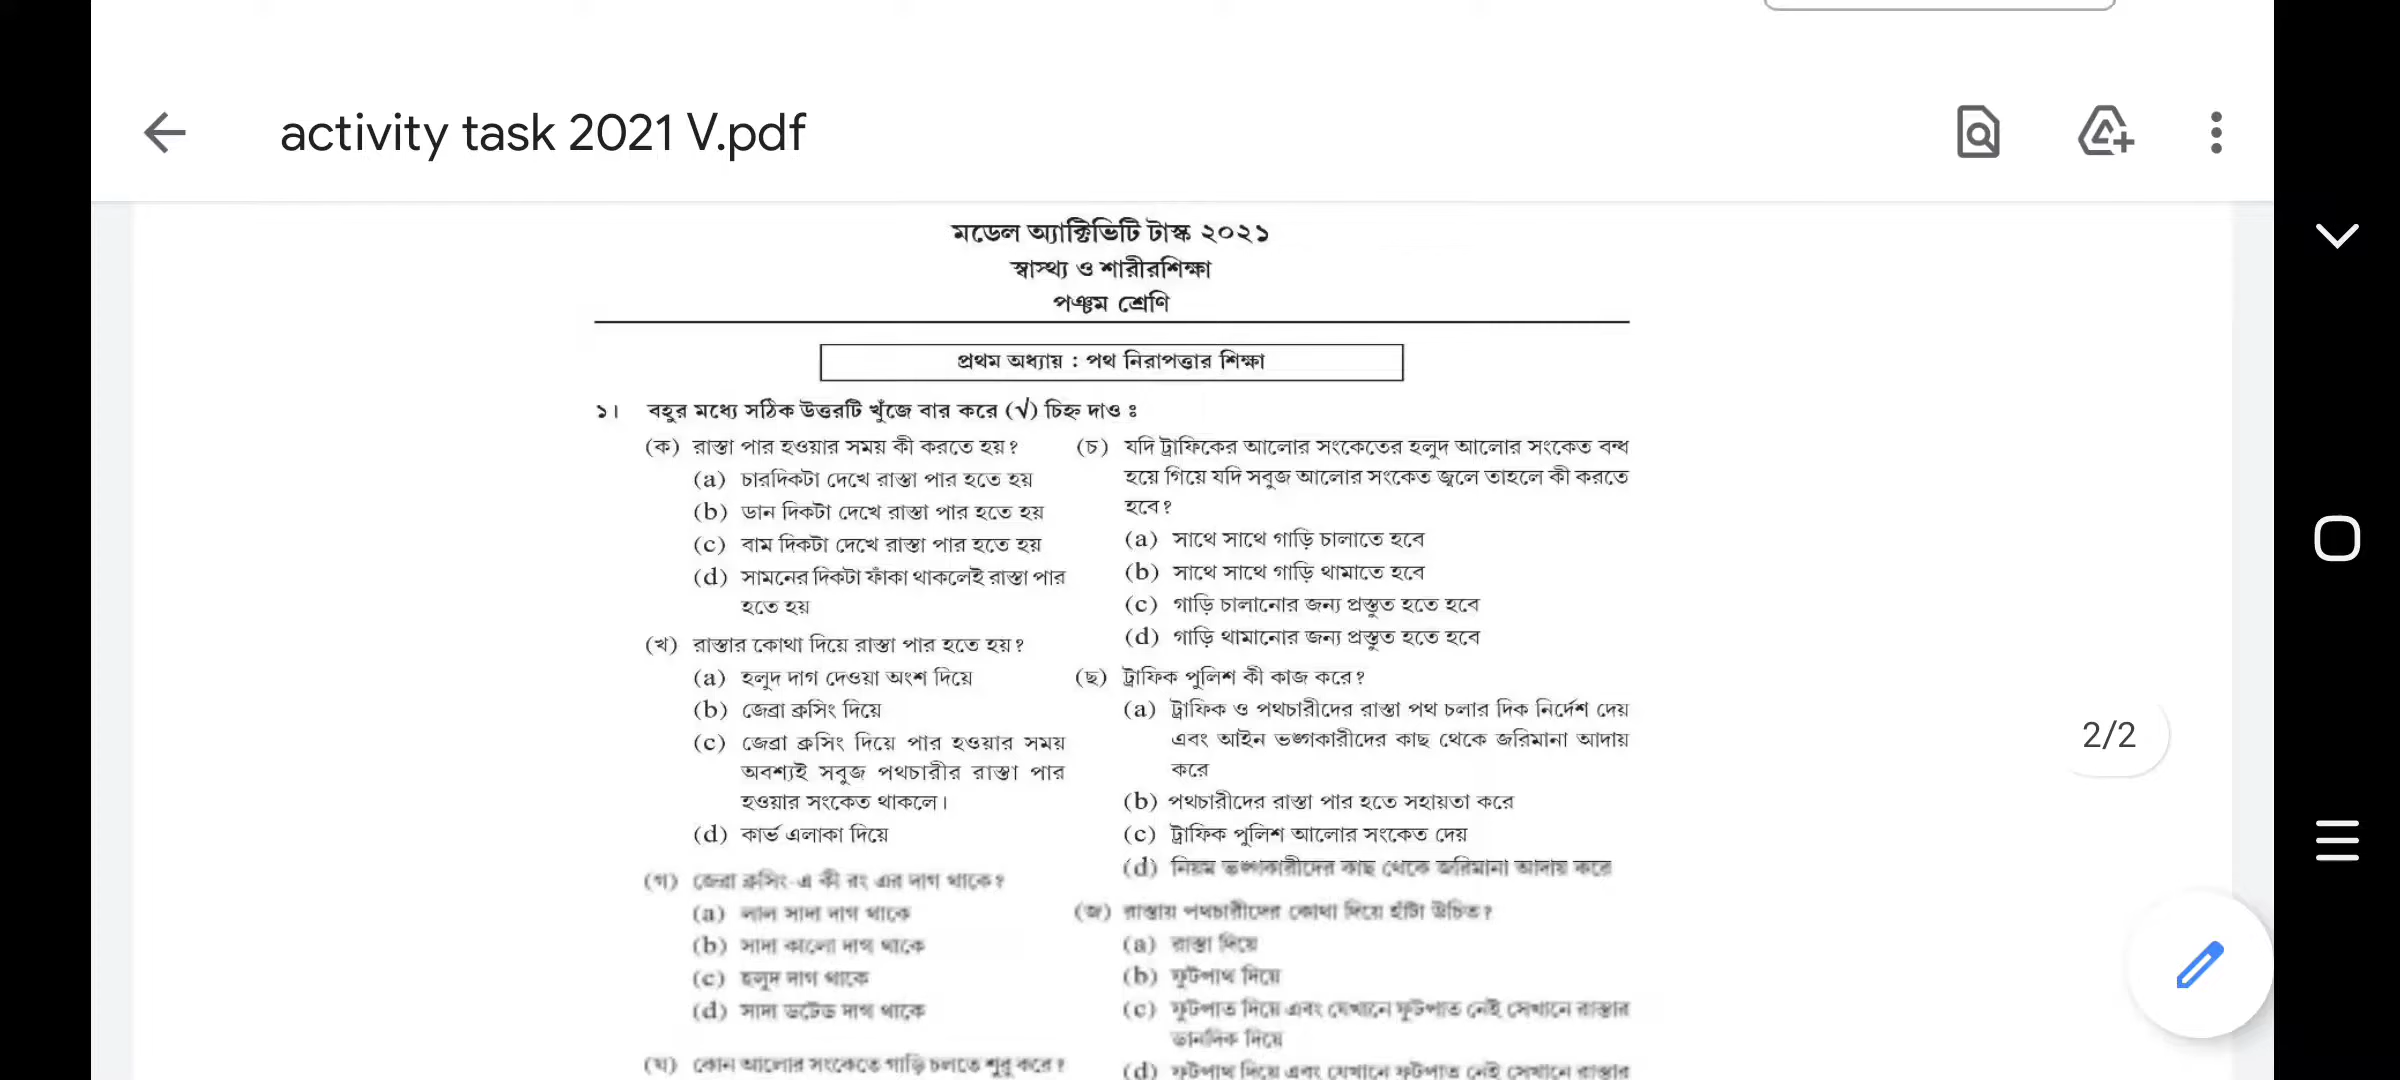 activity task 2021 V.pdf
মডেল অ্যাক্টিভিটি টাস্ক ২০২১
স্বাস্থ্য ও শারীরশিক্ষা
পঞ্চম শ্রেণি
প্রথম অধ্যায় : পথ নিরাপত্তার শিক্ষা
১। বহুর মধ্যে সঠিক উত্তরটি খুঁজে বার করে (√) চিহ্ন দাও ঃ
(ক) রাস্তা পার হওয়ার সময় কী করতে হয়?
(a) চারদিকটা দেখে রাস্তা পার হতে হয়
(b) ডান দিকটা দেখে রাস্তা পার হতে হয়
(c) বাম দিকটা দেখে রাস্তা পার হতে হয়
(d) সামনের দিকটা ফাঁকা থাকলেই রাস্তা পার
হতে হয়
(খ) রাস্তার কোথা দিয়ে রাস্তা পার হতে হয়?
(a) হলুদ দাগ দেওয়া অংশ দিয়ে
(b) জেব্রা ক্রসিং দিয়ে
(c) জেব্রা ক্রসিং দিয়ে পার হওয়ার সময়
অবশ্যই সবুজ পথচারীর রাস্তা পার
হওয়ার সংকেত থাকলে।
(d) কার্ভ এলাকা দিয়ে
(গ) জেব্রা ক্রসিং-এ কী রং এর দাগ থাকে?
(a) লাল সাদা দাগ থাকে
(b) সাদা কালো দাগ থাকে
(c) হলুদ দাগ থাকে
(d) সাদা ডটেড দাগ থাকে
(ঘ) কোন আলোর সংকেতে গাড়ি চলতে শুরু করে?
(চ) যদি ট্রাফিকের আলোর সংকেতের হলুদ আলোর সংকেত বন্ধ
হয়ে গিয়ে যদি সবুজ আলোর সংকেত জ্বলে তাহলে কী করতে
হবে?
(a) সাথে সাথে গাড়ি চালাতে হবে
(b) সাথে সাথে গাড়ি থামাতে হবে
(c) গাড়ি চালানোর জন্য প্রস্তুত হতে হবে
(d) গাড়ি থামানোর জন্য প্রস্তুত হতে হবে
(ছ) ট্রাফিক পুলিশ কী কাজ করে?
(a) ট্রাফিক ও পথচারীদের রাস্তা পথ চলার দিক নির্দেশ দেয়
এবং আইন ভঙ্গকারীদের কাছ থেকে জরিমানা আদায়
করে
(b) পথচারীদের রাস্তা পার হতে সহায়তা করে
(c) ট্রাফিক পুলিশ আলোর সংকেত দেয়
(d) নিয়ম ভঙ্গকারীদের কাছ থেকে জরিমানা আদায় করে
(জ) রাস্তায় পথচারীদের কোথা দিয়ে হাঁটা উচিত?
(a) রাস্তা দিয়ে
(b) ফুটপাথ দিয়ে
(c) ফুটপাত দিয়ে এবং যেখানে ফুটপাত নেই সেখানে রাস্তার
ডানদিক দিয়ে
(d) ফুটপাথ দিয়ে এবং যেখানে ফুটপাত নেই সেখানে রাস্তার
2/2